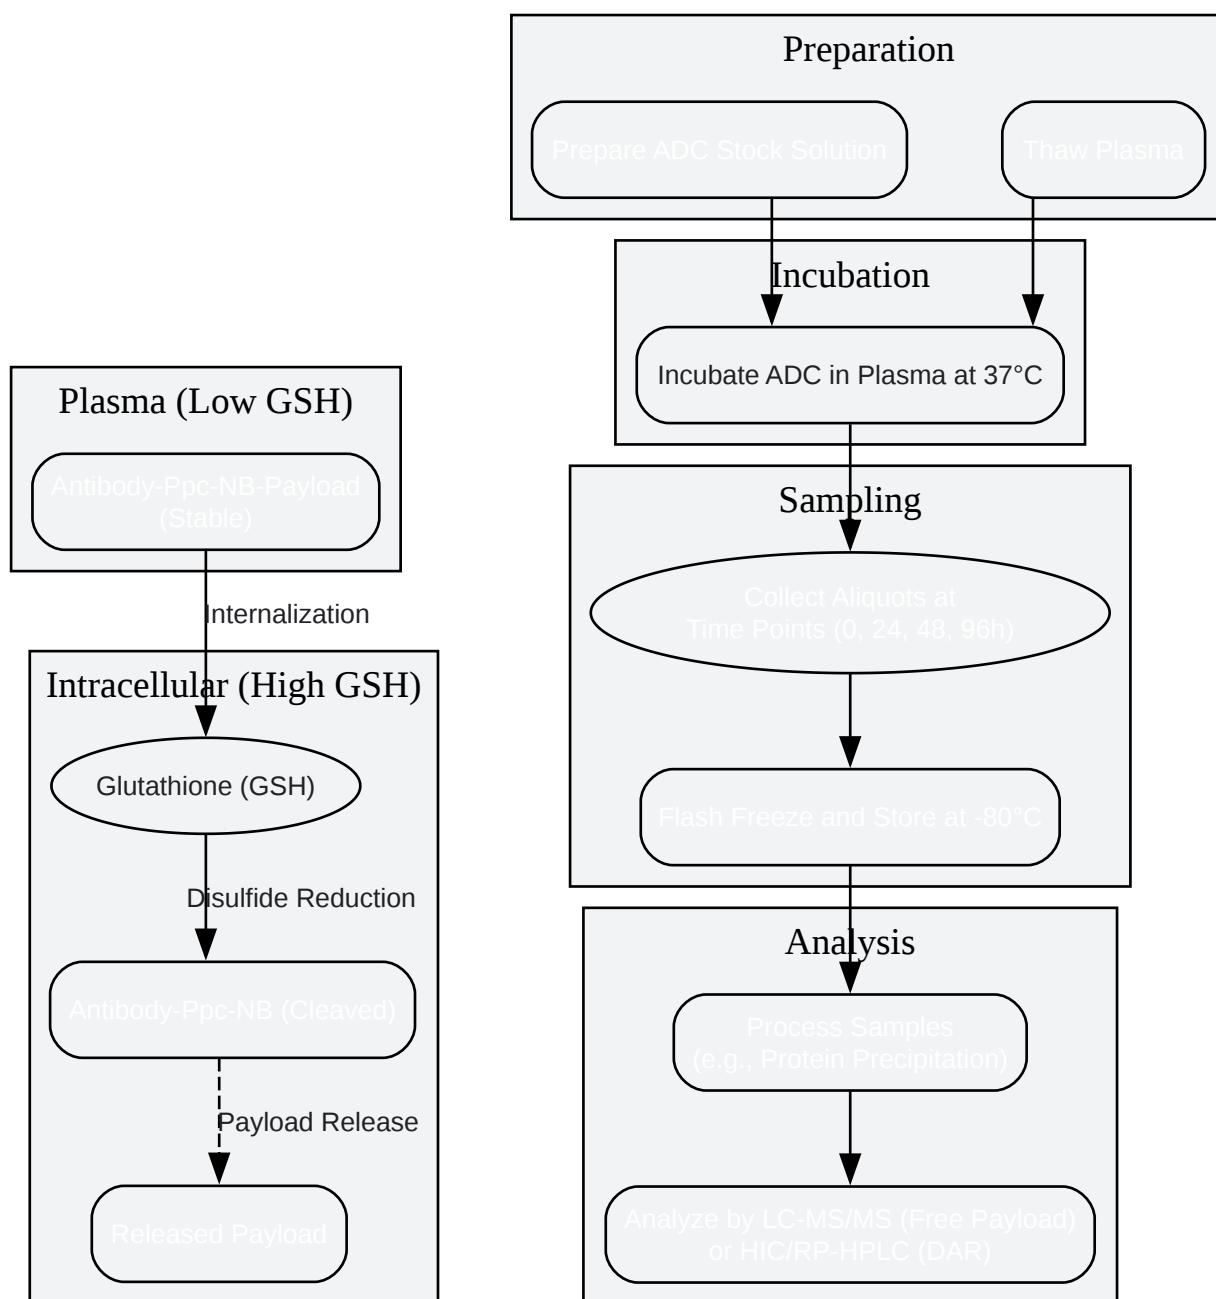 Plasma (Low GSH)
Antibody-Ppc-NB-Payload
(Stable)
Internalization
Intracellular (High GSH)
Glutathione (GSH)
Disulfide Reduction
Antibody-Ppc-NB (Cleaved)
Payload Release
Released Payload
Preparation
Prepare ADC Stock Solution
Thaw Plasma
Incubation
Incubate ADC in Plasma at 37°C
Sampling
Collect Aliquots at
Time Points (0, 24, 48, 96h)
Flash Freeze and Store at -80°C
Analysis
Process Samples
(e.g., Protein Precipitation)
Analyze by LC-MS/MS (Free Payload)
or HIC/RP-HPLC (DAR)